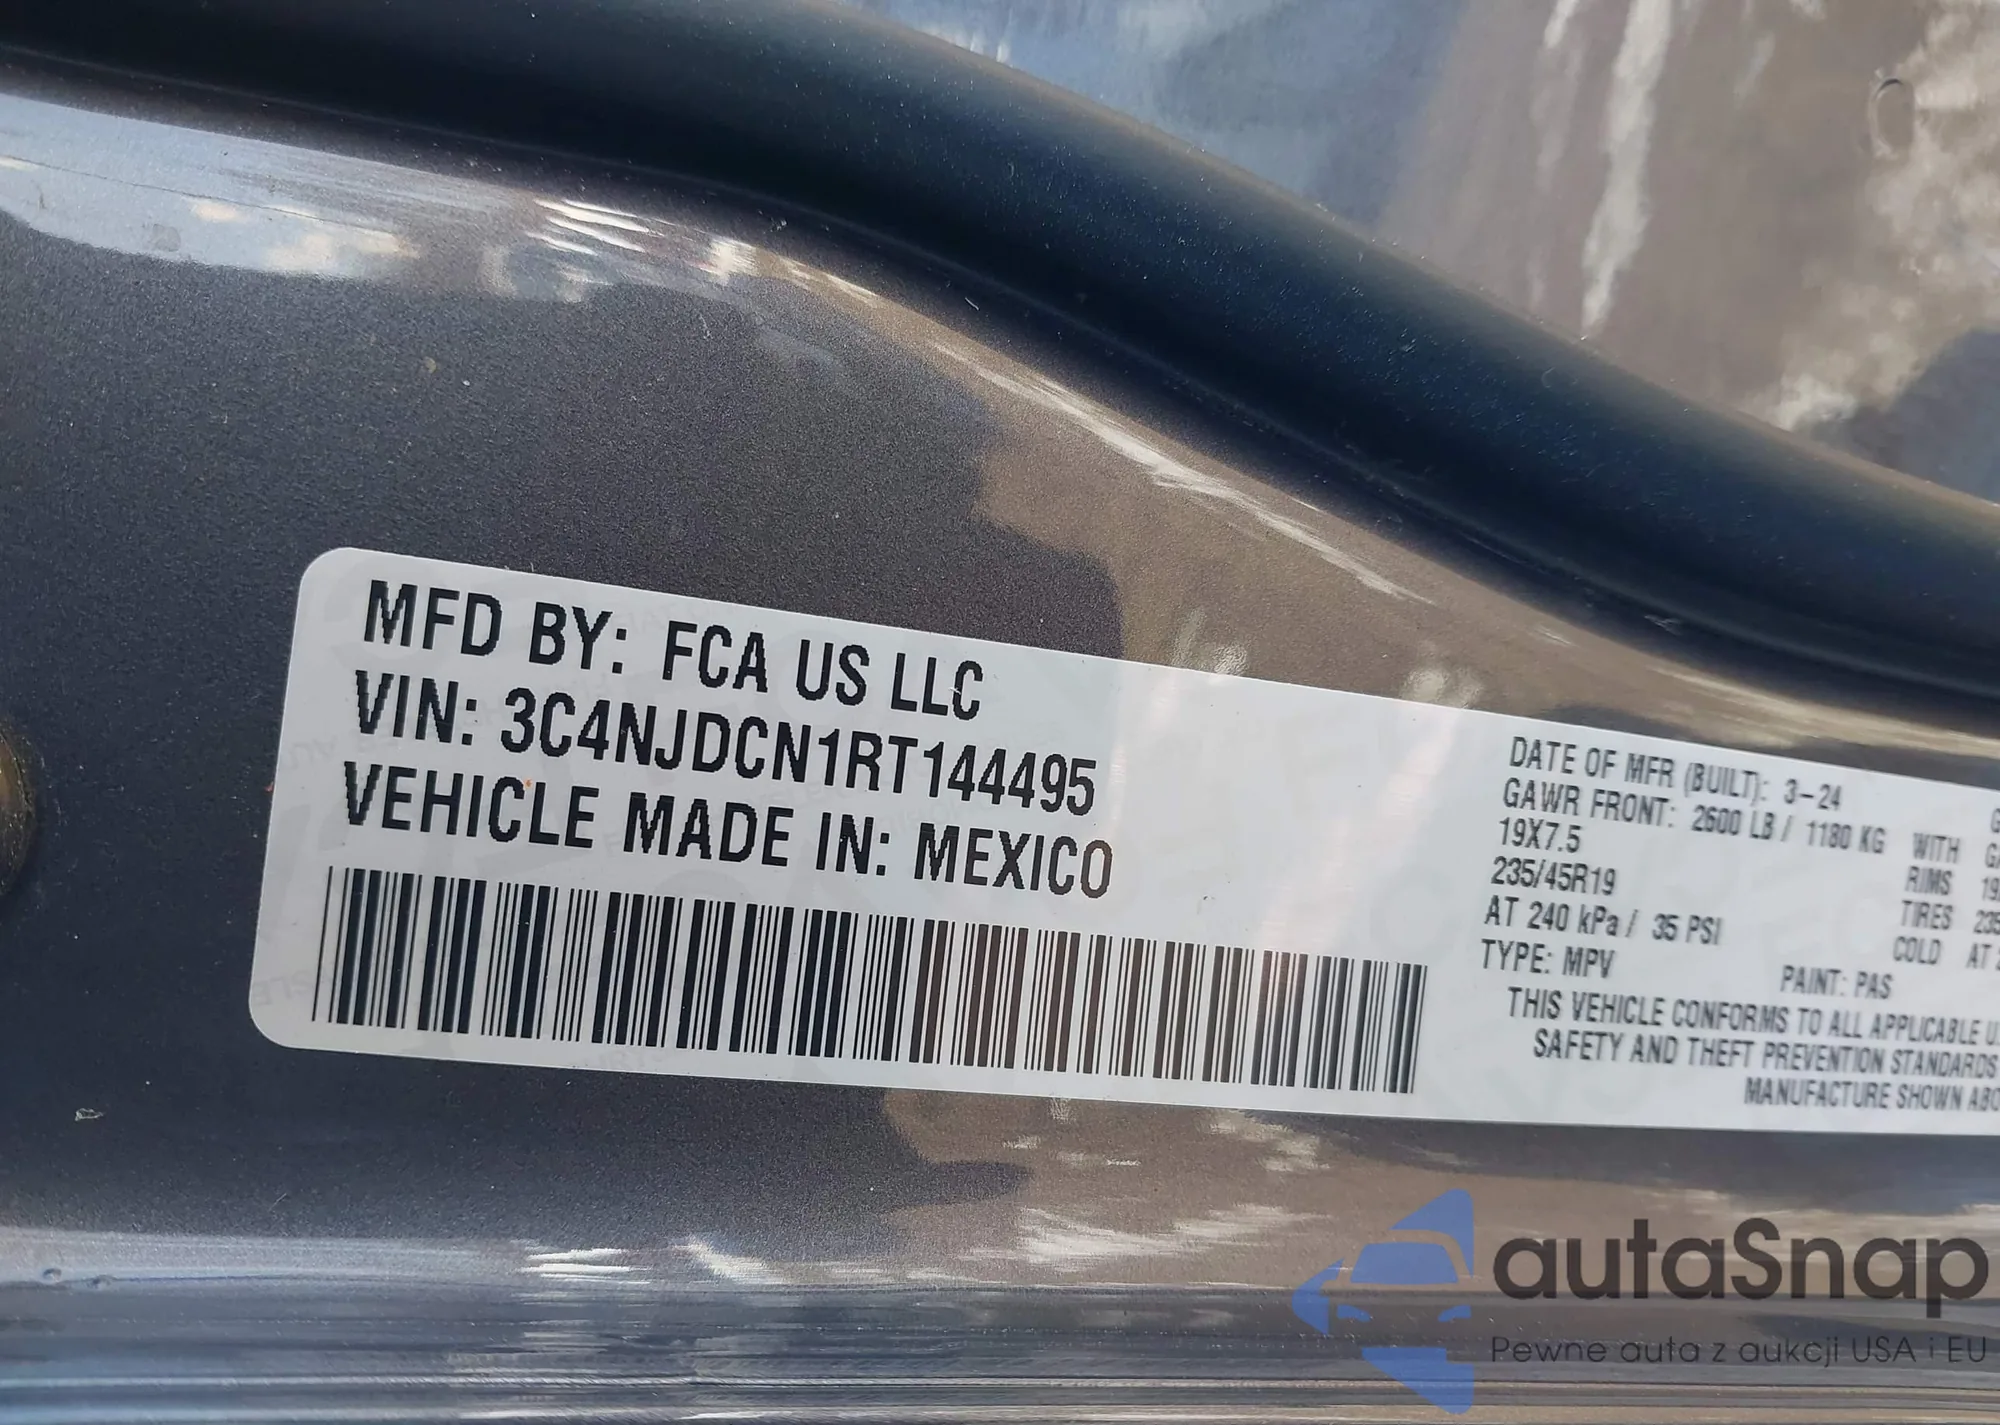 MFD BY: FCA US LLC
VIN: 3C4NJDCN1RT144495
VEHICLE MADE IN: MEXICO
DATE OF MFR (BUILT): 3-24
GAWR FRONT: 2600 LB / 1180 KG WITH
19X7.5 RIMS
235/45R19 TIRES
AT 240 kPa / 35 PSI COLD AT
TYPE: MPV PAINT: PAS
THIS VEHICLE CONFORMS TO ALL APPLICABLE
SAFETY AND THEFT PREVENTION STANDARDS
MANUFACTURE SHOWN
autaSnap
Pewne auta z aukcji USA i EU